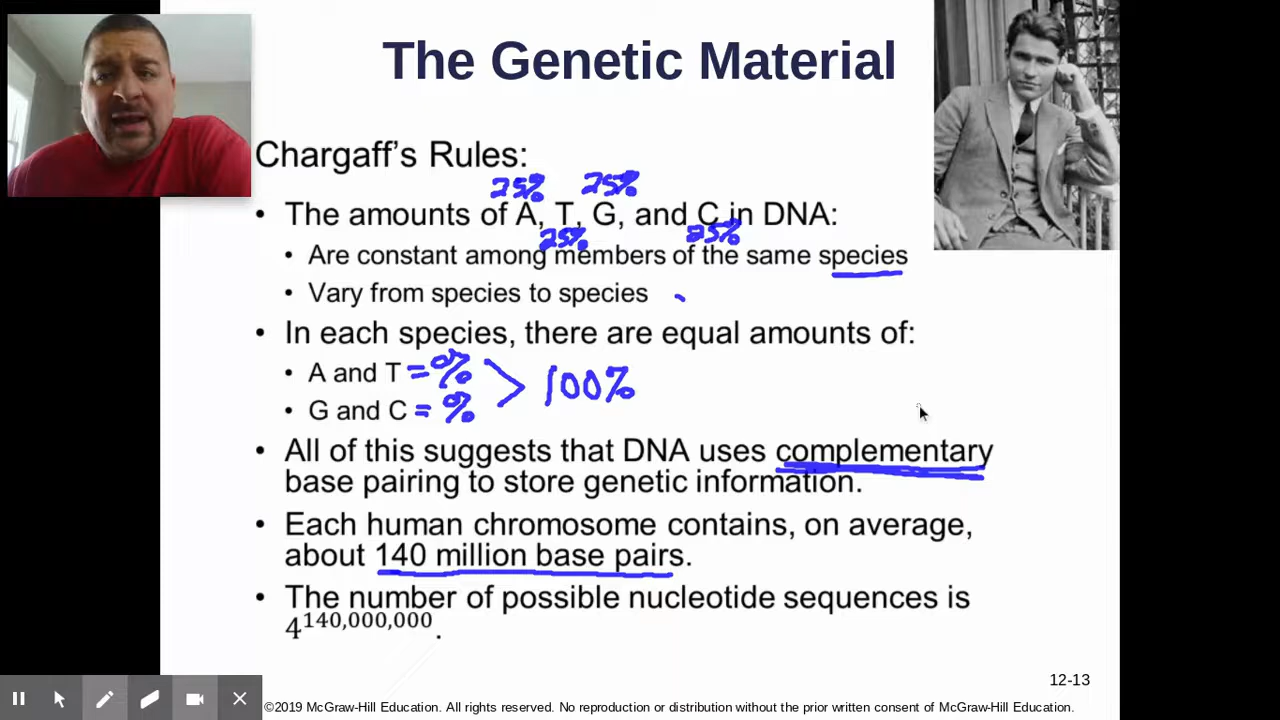 The Genetic Material
Chargaff's Rules:
25% 25%
• The amounts of A, T, G, and C in DNA:
25% 25%
• Are constant among members of the same species
• Vary from species to species
• In each species, there are equal amounts of:
• A and T =% > 100%
• G and C = %
• All of this suggests that DNA uses complementary
base pairing to store genetic information.
• Each human chromosome contains, on average,
about 140 million base pairs.
• The number of possible nucleotide sequences is
4^140,000,000.
12-13
©2019 McGraw-Hill Education. All rights reserved. No reproduction or distribution without the prior written consent of McGraw-Hill Education.